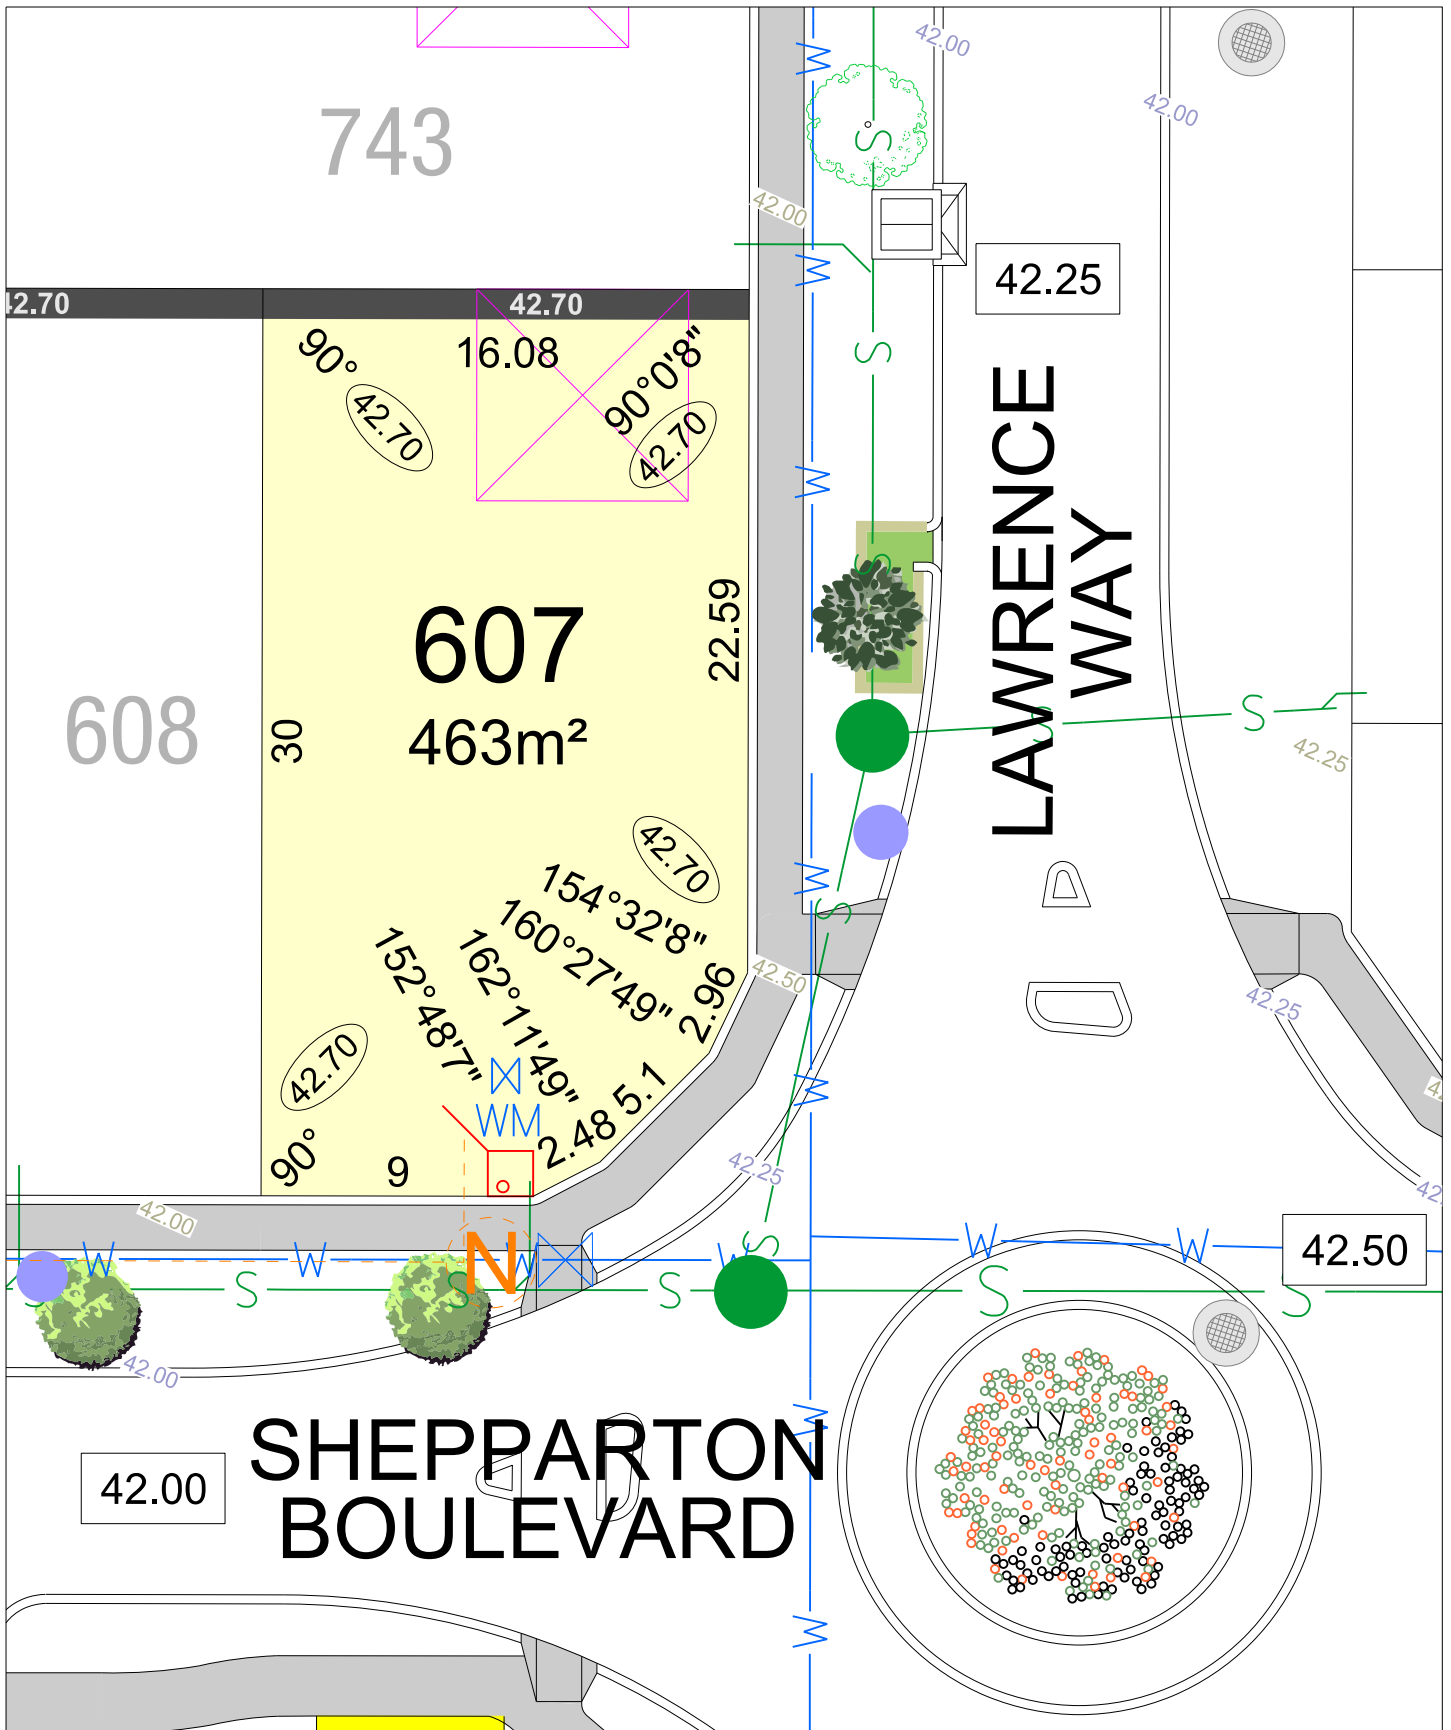 42.00
42.00
743
42.00
42.25
42.70
42.70
90°
16.08
90°0'8"
42.70
42.70
LAWRENCE
WAY
607
463m²
22.59
30
608
42.25
42.70
154°32'8"
160°27'49"
162°11'49"
152°48'7"
2.96
42.50
42.25
42.70
5.1
2.48
WM
90°
9
42.25
42.00
N
42.50
42.00
SHEPPARTON
BOULEVARD
42.00
W
W
W
W
W
W
W
W
W
W
W
W
W
S
S
S
S
S
S
S
S
S
S
S